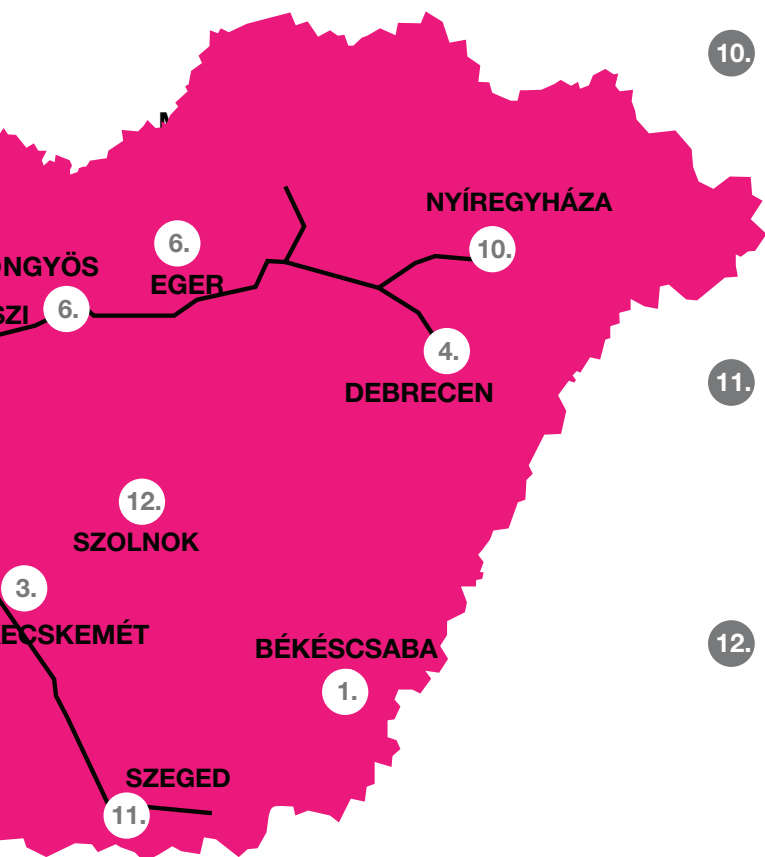 10.
NYÍREGYHÁZA
6.
10.
NGYÖS
EGER
SZI
6.
4.
11.
DEBRECEN
12.
SZOLNOK
3.
ECSKEMÉT
12.
BÉKÉSCSABA
1.
SZEGED
11.